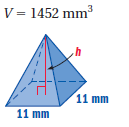 V = 1452 mm³
h
11 mm
11 mm